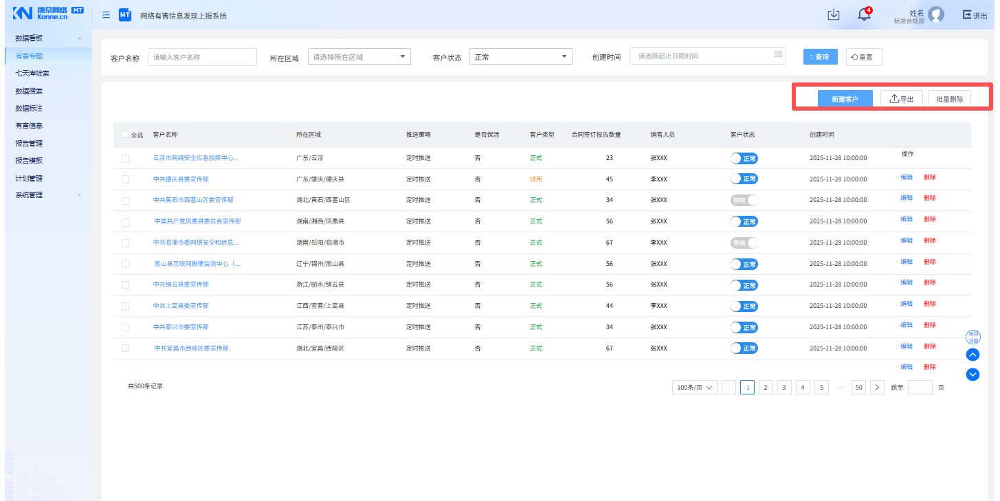 康奈网络 MT
Konne.cn
MT 网络有害信息发现上报系统
4
姓名
标准合规部
退出
数据看板
有害专题
七天库检索
数据搜索
数据标注
有害信息
报告管理
报告模板
计划管理
系统管理
客户名称 请输入客户名称 所在区域 请选择所在区域 客户状态 正常 创建时间 请选择起止日期时间 查询 重置
新建客户 导出 批量删除
全选 客户名称 所在区域 推送策略 是否保活 客户类型 合同签订报告数量 销售人员 客户状态 创建时间
操作
云浮市网络安全应急指挥中心... 广东/云浮 定时推送 否 正式 23 张XXX 正常 2025-11-28 10:00:00
编辑 删除
中共德庆县委宣传部 广东/肇庆/德庆县 定时推送 否 试用 45 李XXX 正常 2025-11-28 10:00:00
编辑 删除
中共黄石市西塞山区委宣传部 湖北/黄石/西塞山区 定时推送 否 正式 34 张XXX 停用 2025-11-28 10:00:00
编辑 删除
中国共产党凤凰县委员会宣传部 湖南/湘西/凤凰县 定时推送 否 正式 56 张XXX 正常 2025-11-28 10:00:00
编辑 删除
中共临湘市委网络安全和信息... 湖南/岳阳/临湘市 定时推送 否 正式 67 李XXX 停用 2025-11-28 10:00:00
编辑 删除
黑山县互联网舆情监测中心（... 辽宁/锦州/黑山县 定时推送 否 正式 56 张XXX 正常 2025-11-28 10:00:00
编辑 删除
中共缙云县委宣传部 浙江/丽水/缙云县 定时推送 否 正式 56 张XXX 正常 2025-11-28 10:00:00
编辑 删除
中共上高县委宣传部 江西/宜春/上高县 定时推送 否 正式 44 李XXX 正常 2025-11-28 10:00:00
编辑 删除
中共泰兴市委宣传部 江苏/泰州/泰兴市 定时推送 否 正式 34 张XXX 正常 2025-11-28 10:00:00
编辑 删除
中共宜昌市西陵区委宣传部 湖北/宜昌/西陵区 定时推送 否 正式 67 张XXX 正常 2025-11-28 10:00:00
编辑 删除
返回
顶部
共500条记录 100条/页 1 2 3 4 5 ··· 50 跳至 页